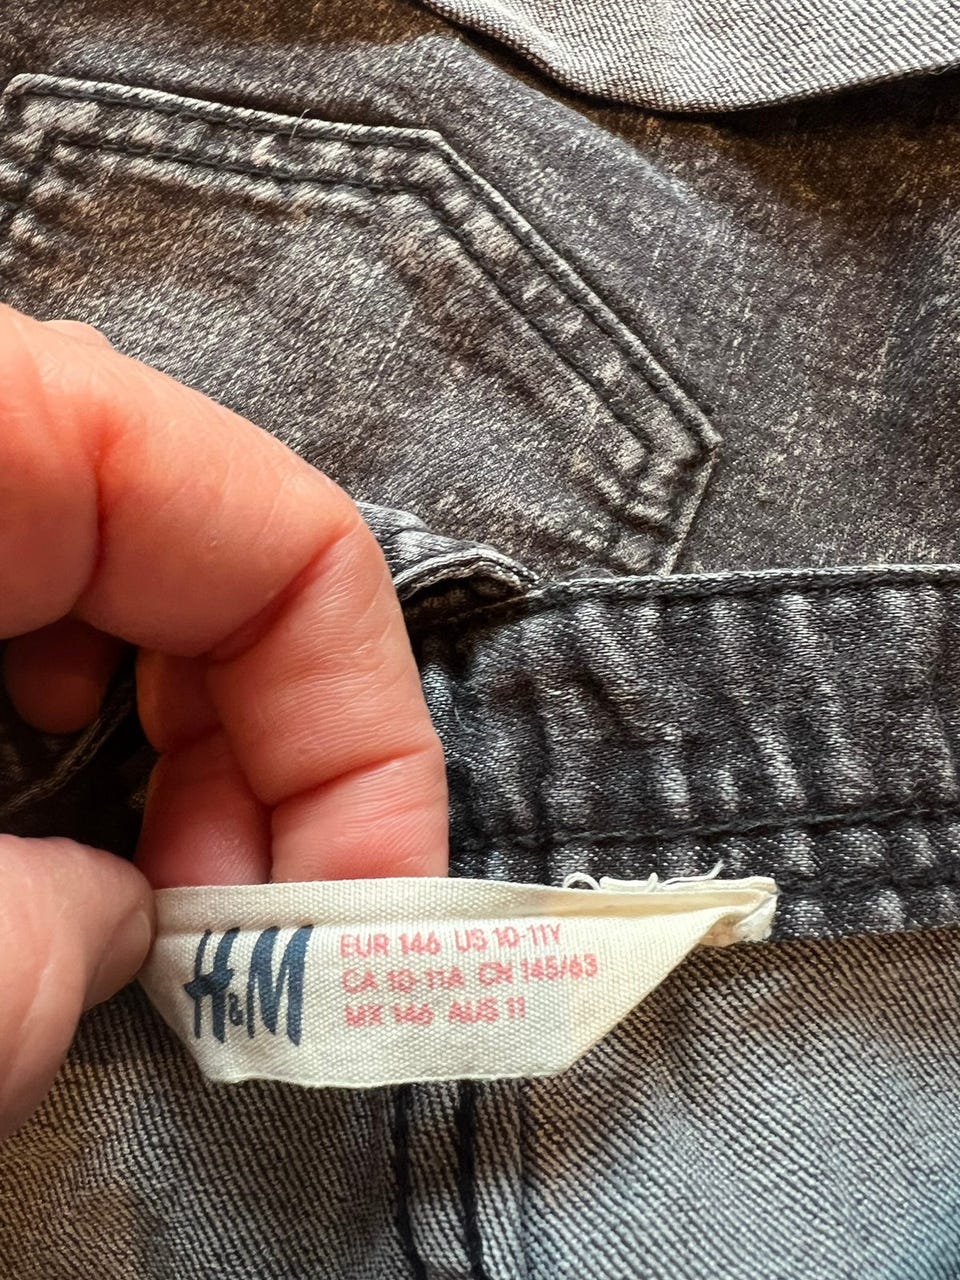 H&M
EUR 146 US 10-11Y
CA 10-11A CN 145/63
MX 146 AUS 11